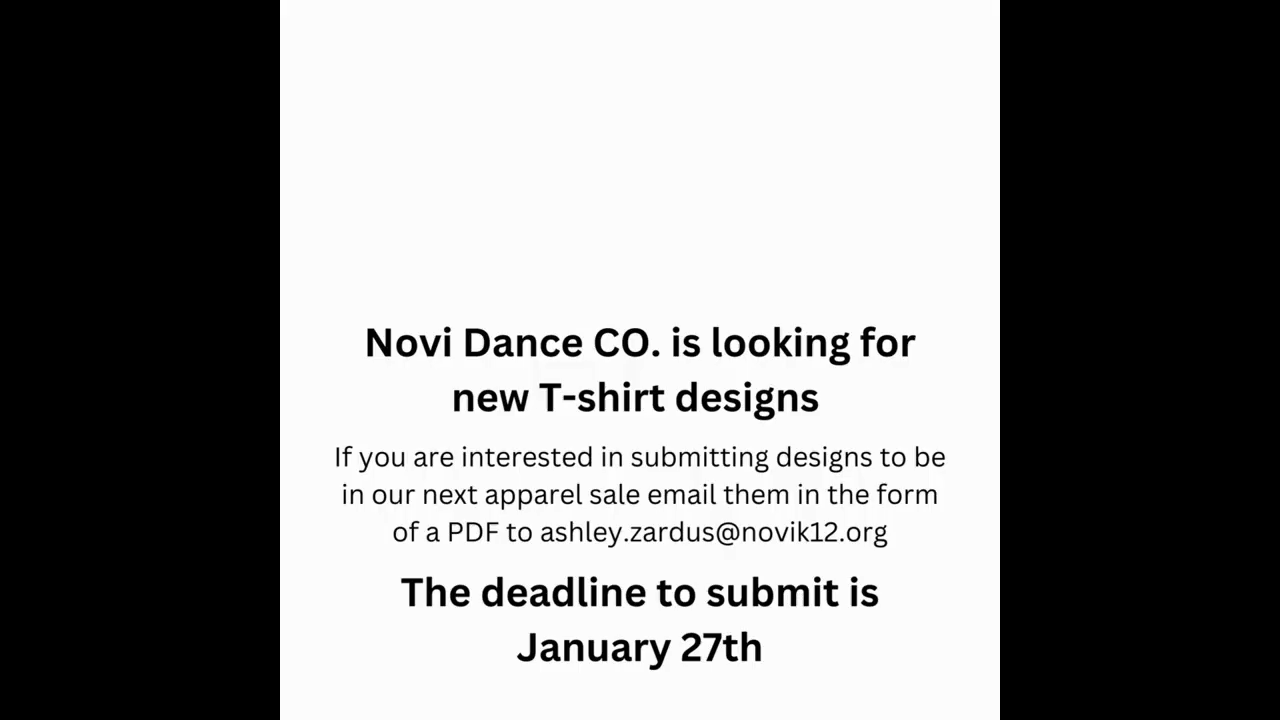 Novi Dance CO. is looking for
new T-shirt designs
If you are interested in submitting designs to be
in our next apparel sale email them in the form
of a PDF to ashley.zardus@novik12.org
The deadline to submit is
January 27th